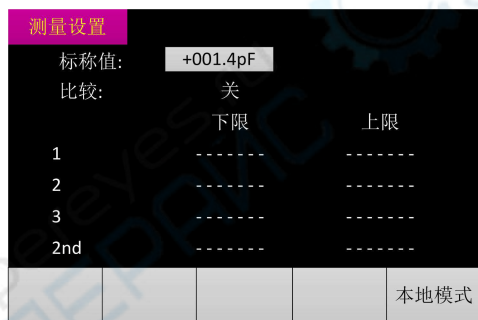 测量设置
标称值: +001.4pF
比较: 关
下限 上限
1 ------- -------
2 ------- -------
3 ------- -------
2nd ------- -------
本地模式